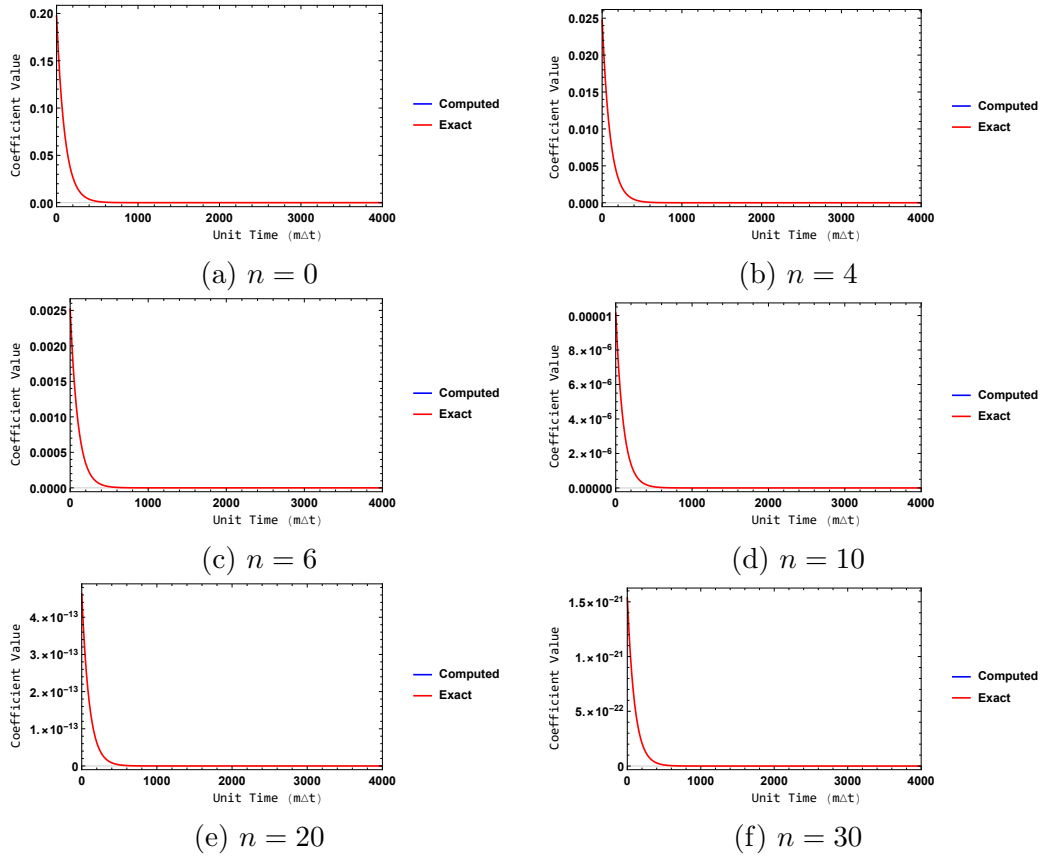 Coefficient Value
0.20
0.15
0.10
0.05
0.00
0 1000 2000 3000 4000
Unit Time (m∆t)
Computed
Exact
(a) n = 0
Coefficient Value
0.025
0.020
0.015
0.010
0.005
0.000
0 1000 2000 3000 4000
Unit Time (m∆t)
Computed
Exact
(b) n = 4
Coefficient Value
0.0025
0.0020
0.0015
0.0010
0.0005
0.0000
0 1000 2000 3000 4000
Unit Time (m∆t)
Computed
Exact
(c) n = 6
Coefficient Value
0.00001
8.×10⁻⁶
6.×10⁻⁶
4.×10⁻⁶
2.×10⁻⁶
0.00000
0 1000 2000 3000 4000
Unit Time (m∆t)
Computed
Exact
(d) n = 10
Coefficient Value
4.×10⁻¹³
3.×10⁻¹³
2.×10⁻¹³
1.×10⁻¹³
0
0 1000 2000 3000 4000
Unit Time (m∆t)
Computed
Exact
(e) n = 20
Coefficient Value
1.5×10⁻²¹
1.×10⁻²¹
5.×10⁻²²
0
0 1000 2000 3000 4000
Unit Time (m∆t)
Computed
Exact
(f) n = 30